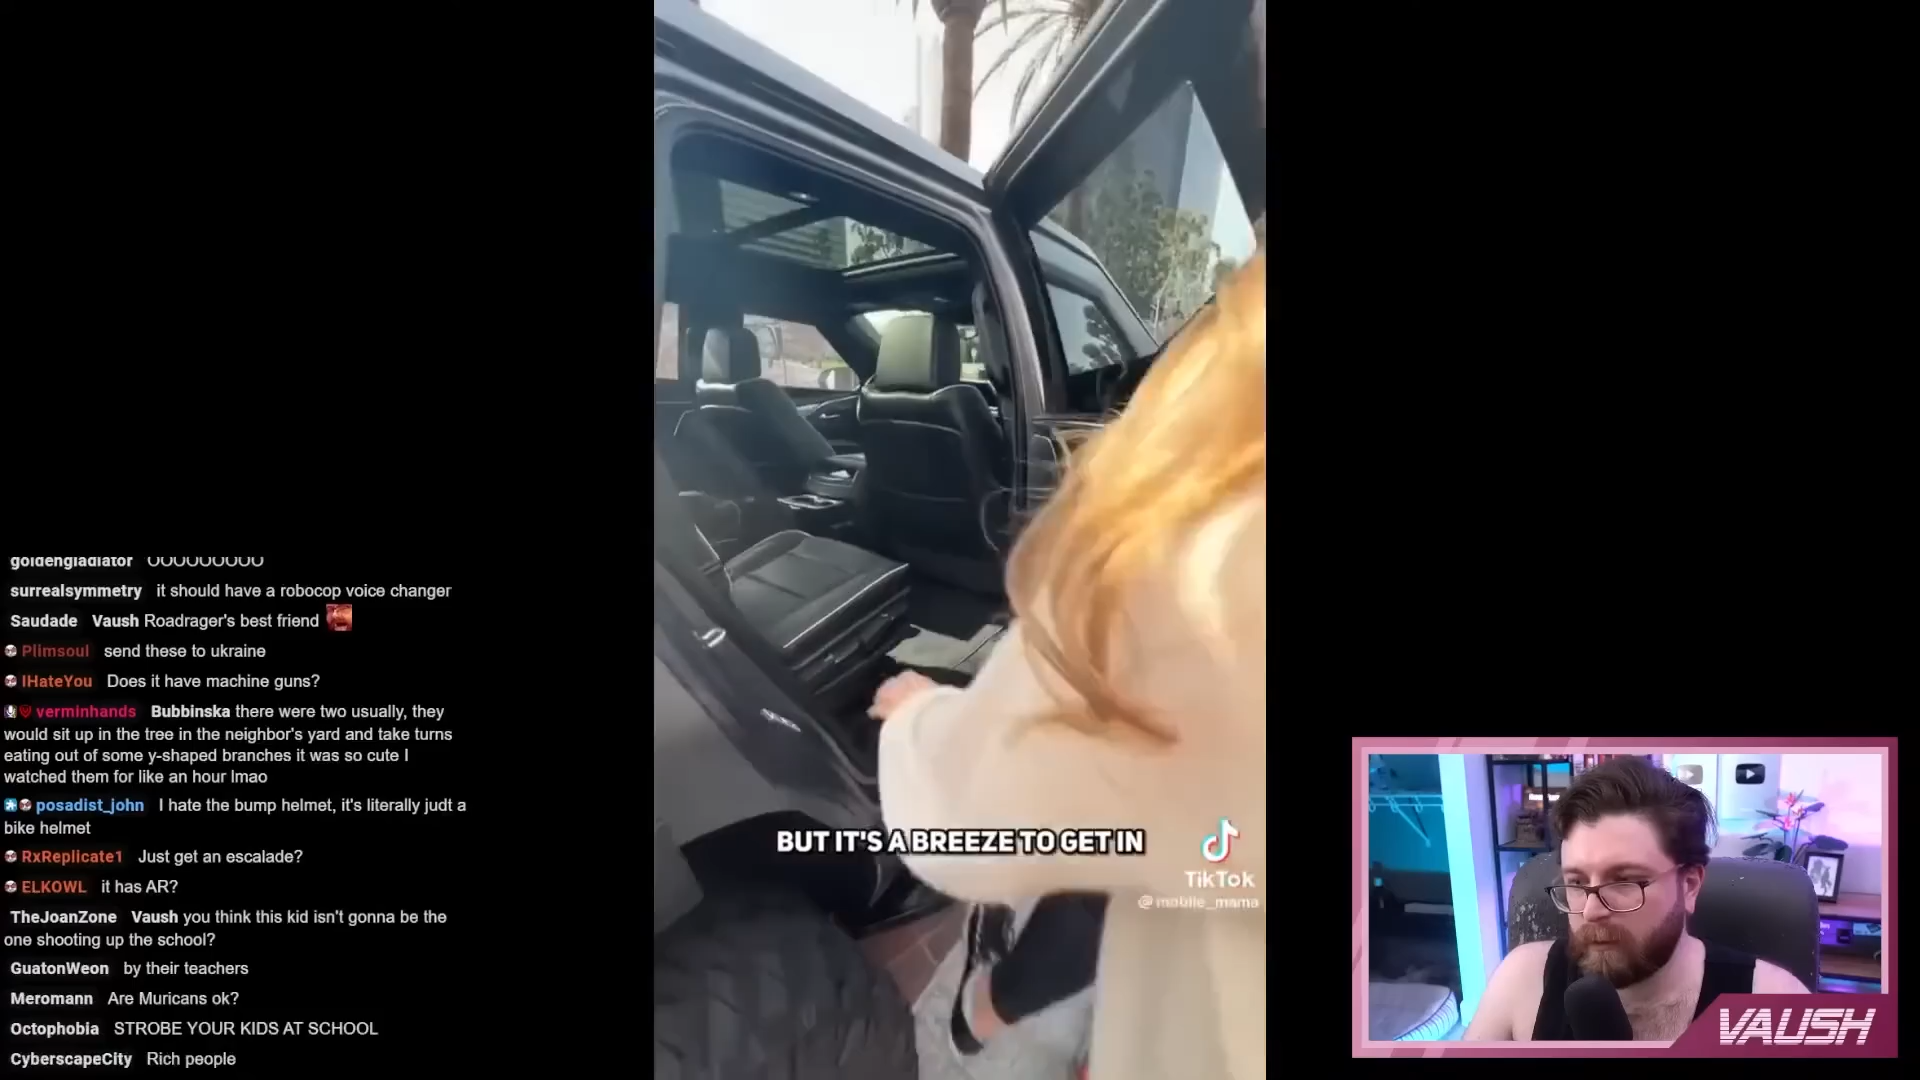 goldengladiator OOOOOOOOO
surrealsymmetry it should have a robocop voice changer
Saudade Vaush Roadrager's best friend
Plimsoul send these to ukraine
IHateYou Does it have machine guns?
verminhands Bubbinska there were two usually, they
would sit up in the tree in the neighbor's yard and take turns
eating out of some y-shaped branches it was so cute I
watched them for like an hour lmao
posadist_john I hate the bump helmet, it's literally judt a
bike helmet
RxReplicate1 Just get an escalade?
ELKOWL it has AR?
TheJoanZone Vaush you think this kid isn't gonna be the
one shooting up the school?
GuatonWeon by their teachers
Meromann Are Muricans ok?
Octophobia STROBE YOUR KIDS AT SCHOOL
CyberscapeCity Rich people
BUT IT'S A BREEZE TO GET IN
TikTok
@mobile_mama
VAUSH